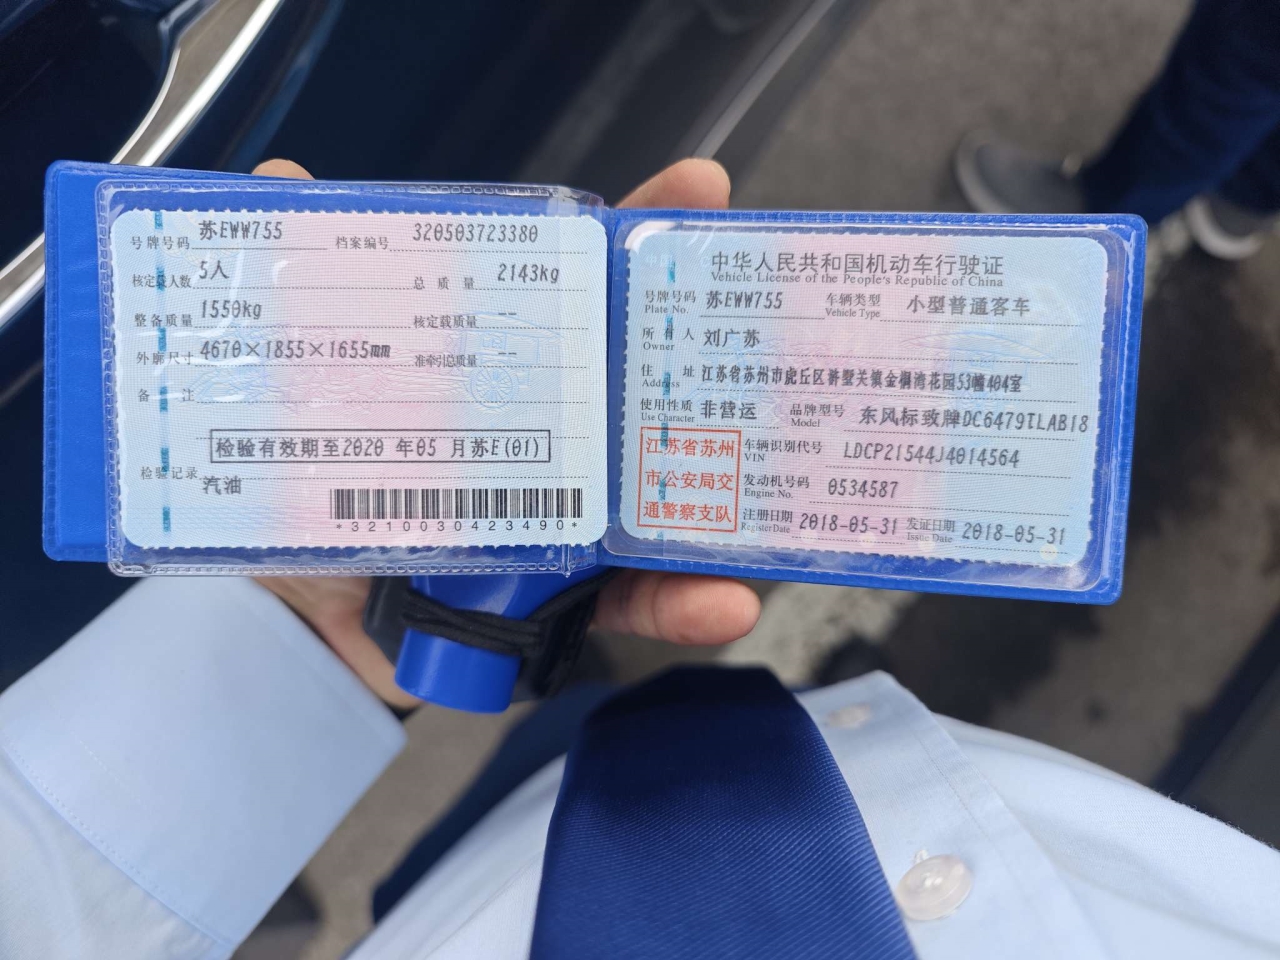 号牌号码 苏EWW755 档案编号 320503723380
核定载人数 5人 总质量 2143kg
整备质量 1550kg 核定载质量 --
外廓尺寸 4670×1855×1655mm 准牵引总质量 --
备注
检验有效期至2020 年05 月苏E(01)
检验记录
汽油
*3210030423490*
中华人民共和国机动车行驶证
Vehicle License of the People's Republic of China
号牌号码 苏EWW755 车辆类型 小型普通客车
Plate No. Vehicle Type
所有人 刘广苏
Owner
住址 江苏省苏州市虎丘区浒墅关镇金榈湾花园53幢404室
Address
使用性质 非营运 品牌型号 东风标致牌DC6479TLAB18
Use Character Model
江苏省苏州
市公安局交
通警察支队
车辆识别代号 LDCP21544J4014564
VIN
发动机号码 0534587
Engine No.
注册日期 2018-05-31 发证日期 2018-05-31
Register Date Issue Date